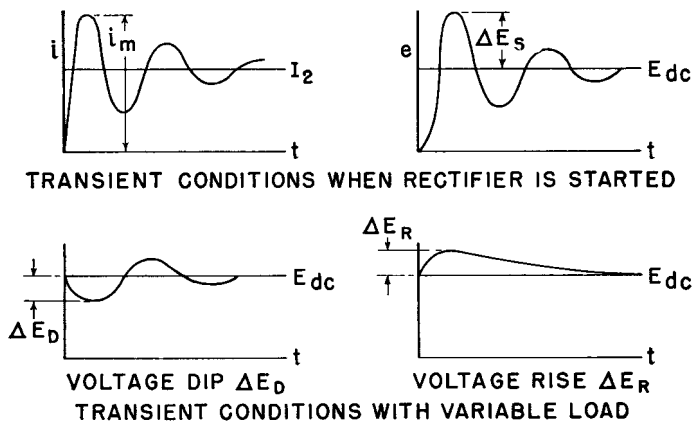 i
i_m
I_2
t
e
ΔE_S
E_dc
t
TRANSIENT CONDITIONS WHEN RECTIFIER IS STARTED
ΔE_D
E_dc
t
VOLTAGE DIP ΔE_D
ΔE_R
E_dc
t
VOLTAGE RISE ΔE_R
TRANSIENT CONDITIONS WITH VARIABLE LOAD